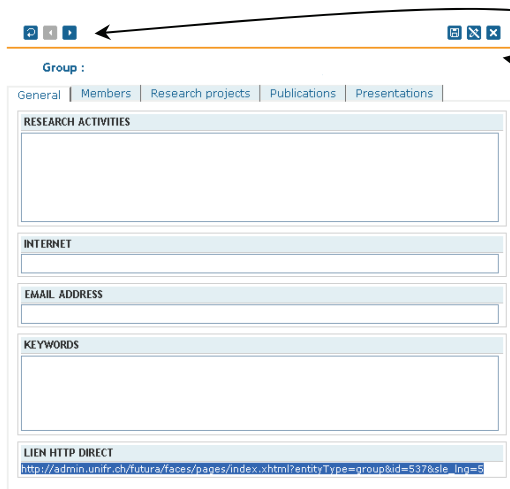 Group :
General Members Research projects Publications Presentations
RESEARCH ACTIVITIES
INTERNET
EMAIL ADDRESS
KEYWORDS
LIEN HTTP DIRECT
http://admin.unifr.ch/futura/faces/pages/index.xhtml?entityType=group&id=537&sle_lng=5